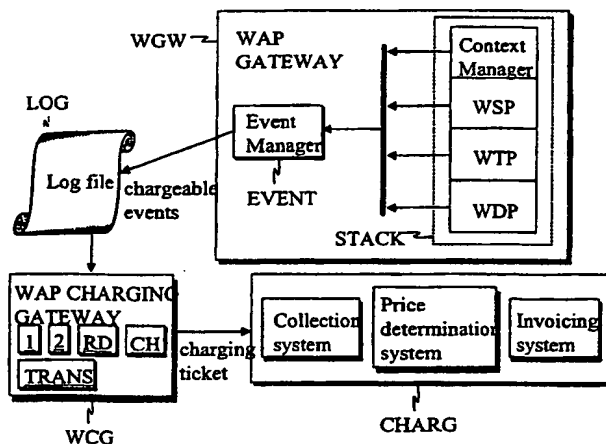 WGW
WAP
GATEWAY
Context
Manager
WSP
WTP
WDP
STACK
Event
Manager
EVENT
LOG
Log file
chargeable
events
WAP CHARGING
GATEWAY
1 2 RD CH
TRANS
WCG
charging
ticket
Collection
system
Price
determination
system
Invoicing
system
CHARG